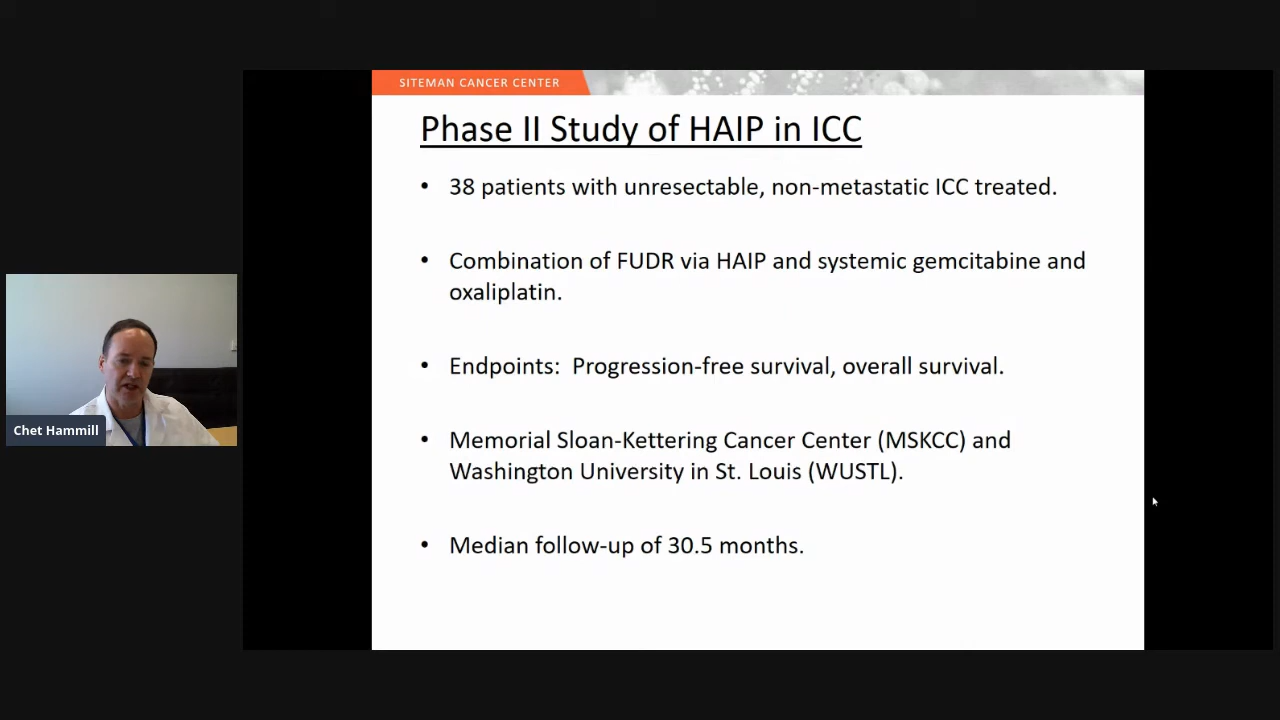 SITEMAN CANCER CENTER
Phase II Study of HAIP in ICC
• 38 patients with unresectable, non-metastatic ICC treated.
• Combination of FUDR via HAIP and systemic gemcitabine and
oxaliplatin.
• Endpoints:  Progression-free survival, overall survival.
• Memorial Sloan-Kettering Cancer Center (MSKCC) and
Washington University in St. Louis (WUSTL).
• Median follow-up of 30.5 months.
Chet Hammill